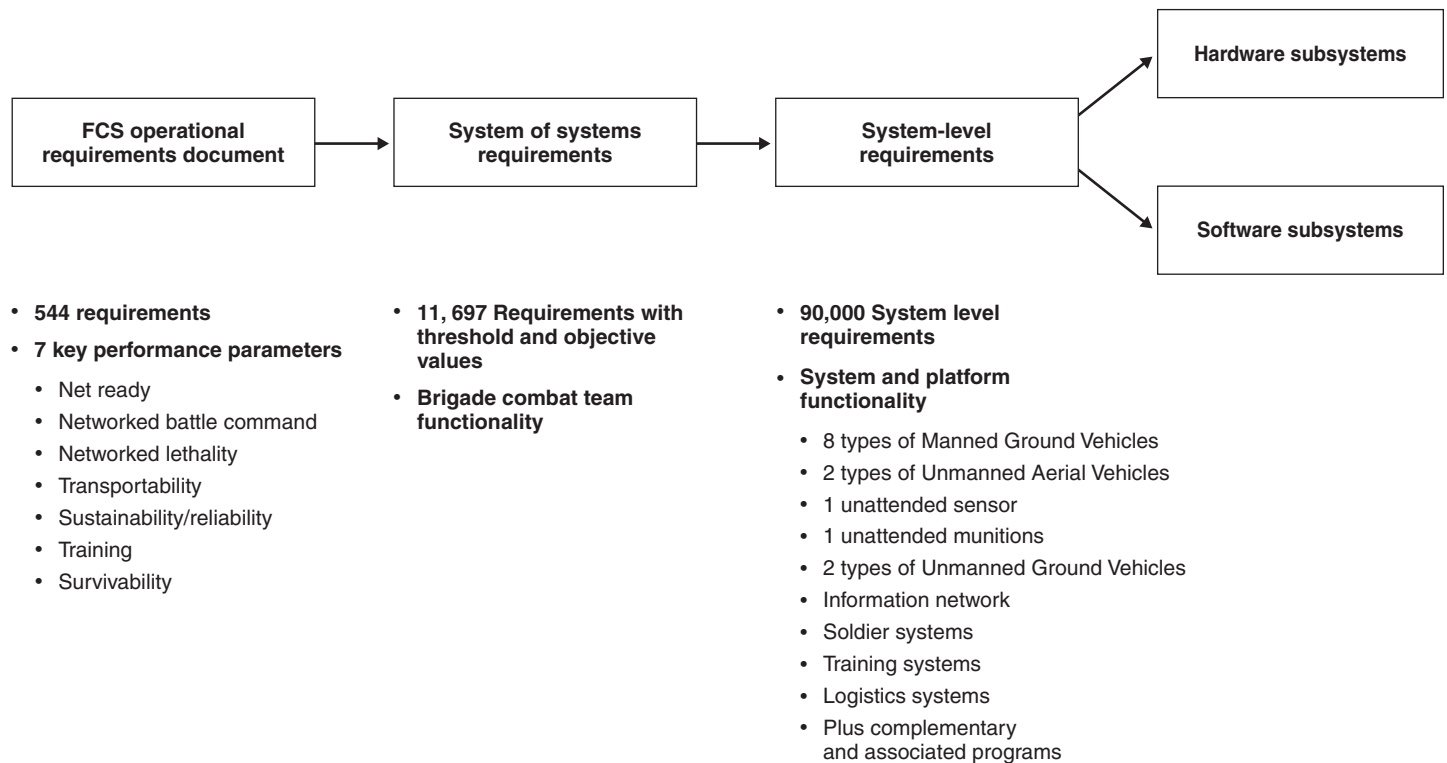 FCS operational
requirements document
System of systems
requirements
System-level
requirements
Hardware subsystems
Software subsystems
• 544 requirements
• 7 key performance parameters
• Net ready
• Networked battle command
• Networked lethality
• Transportability
• Sustainability/reliability
• Training
• Survivability
• 11, 697 Requirements with
threshold and objective
values
• Brigade combat team
functionality
• 90,000 System level
requirements
• System and platform
functionality
• 8 types of Manned Ground Vehicles
• 2 types of Unmanned Aerial Vehicles
• 1 unattended sensor
• 1 unattended munitions
• 2 types of Unmanned Ground Vehicles
• Information network
• Soldier systems
• Training systems
• Logistics systems
• Plus complementary
and associated programs